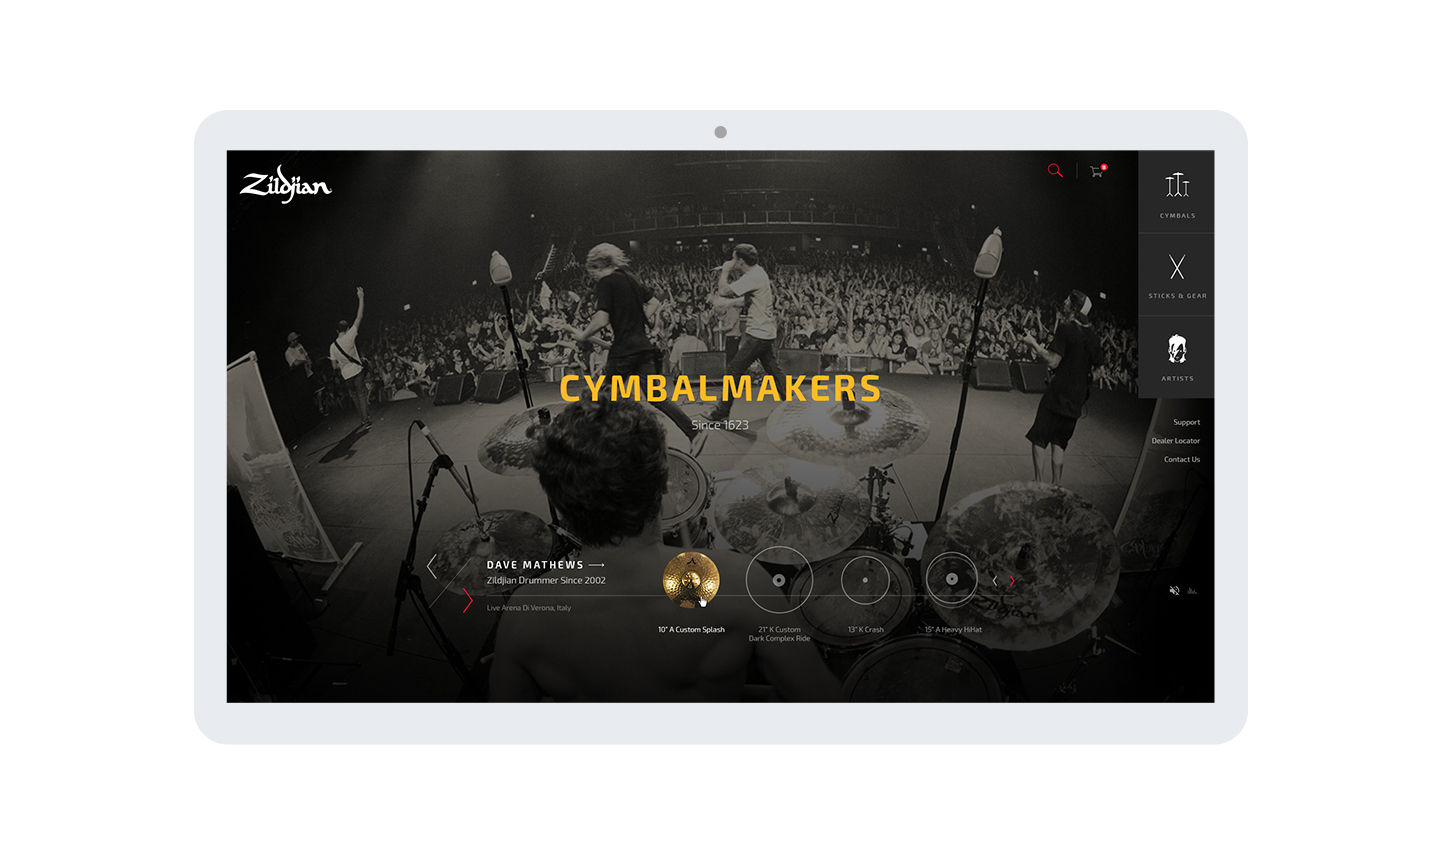 Zildjian
CYMBALS
STICKS & GEAR
ARTISTS
CYMBALMAKERS
Since 1623
Support
Dealer Locator
Contact Us
DAVE MATHEWS
Zildjian Drummer Since 2002
Live Arena Di Verona, Italy
10" A Custom Splash
21" K Custom
Dark Complex Ride
13" K Crash
15" A Heavy HiHat
Zildjian